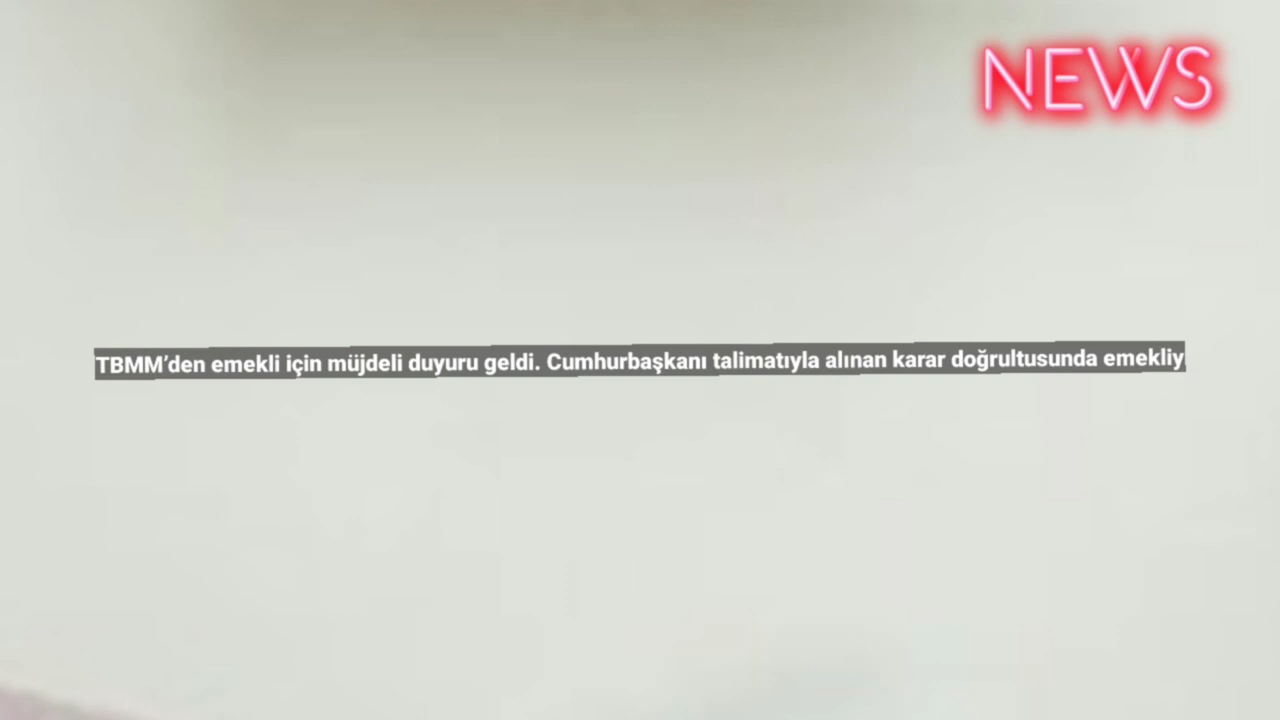 NEWS
TBMM’den emekli için müjdeli duyuru geldi. Cumhurbaşkanı talimatıyla alınan karar doğrultusunda emekliy